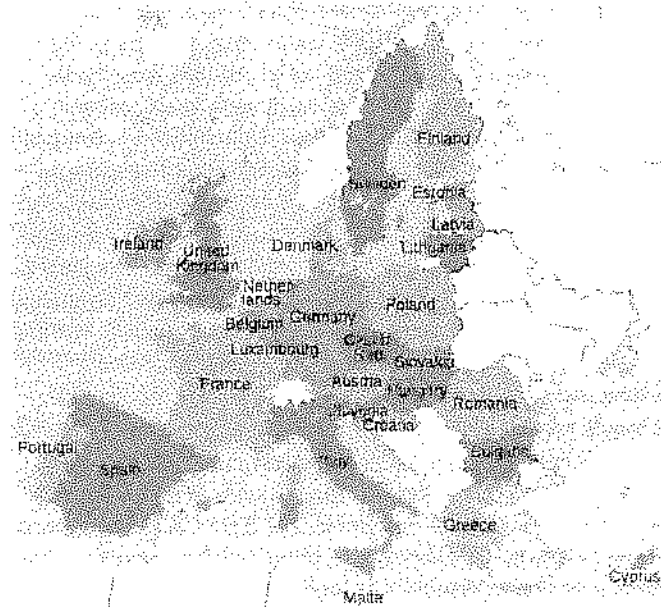 Finland
Sweden
Estonia
Latvia
Lithuania
Ireland
United
Kingdom
Denmark
Nether
lands
Poland
Belgium
Germany
Luxembourg
Czech
Rep.
Slovakia
France
Austria
Hungary
Romania
Slovenia
Croatia
Portugal
Spain
Italy
Bulgaria
Greece
Cyprus
Malta